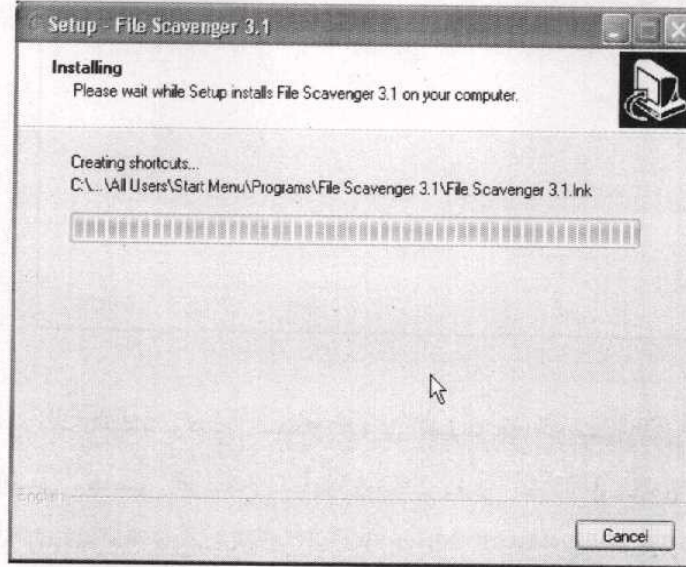 Setup - File Scavenger 3.1
Installing
Please wait while Setup installs File Scavenger 3.1 on your computer.
Creating shortcuts...
C:\...\All Users\Start Menu\Programs\File Scavenger 3.1\File Scavenger 3.1.lnk
English
Cancel